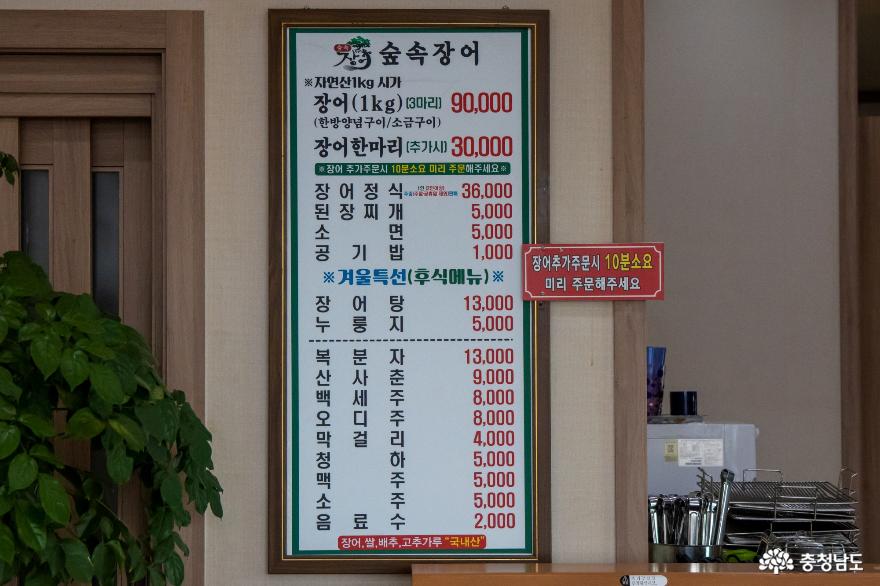 숲속장어
※자연산1kg 시가
장어(1kg)(3마리) 90,000
(한방양념구이/소금구이)
장어한마리(추가시) 30,000
※장어 추가주문시 10분소요 미리 주문해주세요※
장어정식 36,000
된장찌개 5,000
소면 5,000
공기밥 1,000
※겨울특선(후식메뉴)※
장어탕 13,000
누룽지 5,000
복분자 13,000
산사춘 9,000
백세주 8,000
오디주 8,000
막걸리 4,000
청하 5,000
맥주 5,000
소주 5,000
음료수 2,000
장어,쌀,배추,고추가루 "국내산"
장어추가주문시 10분소요
미리 주문해주세요
충청남도